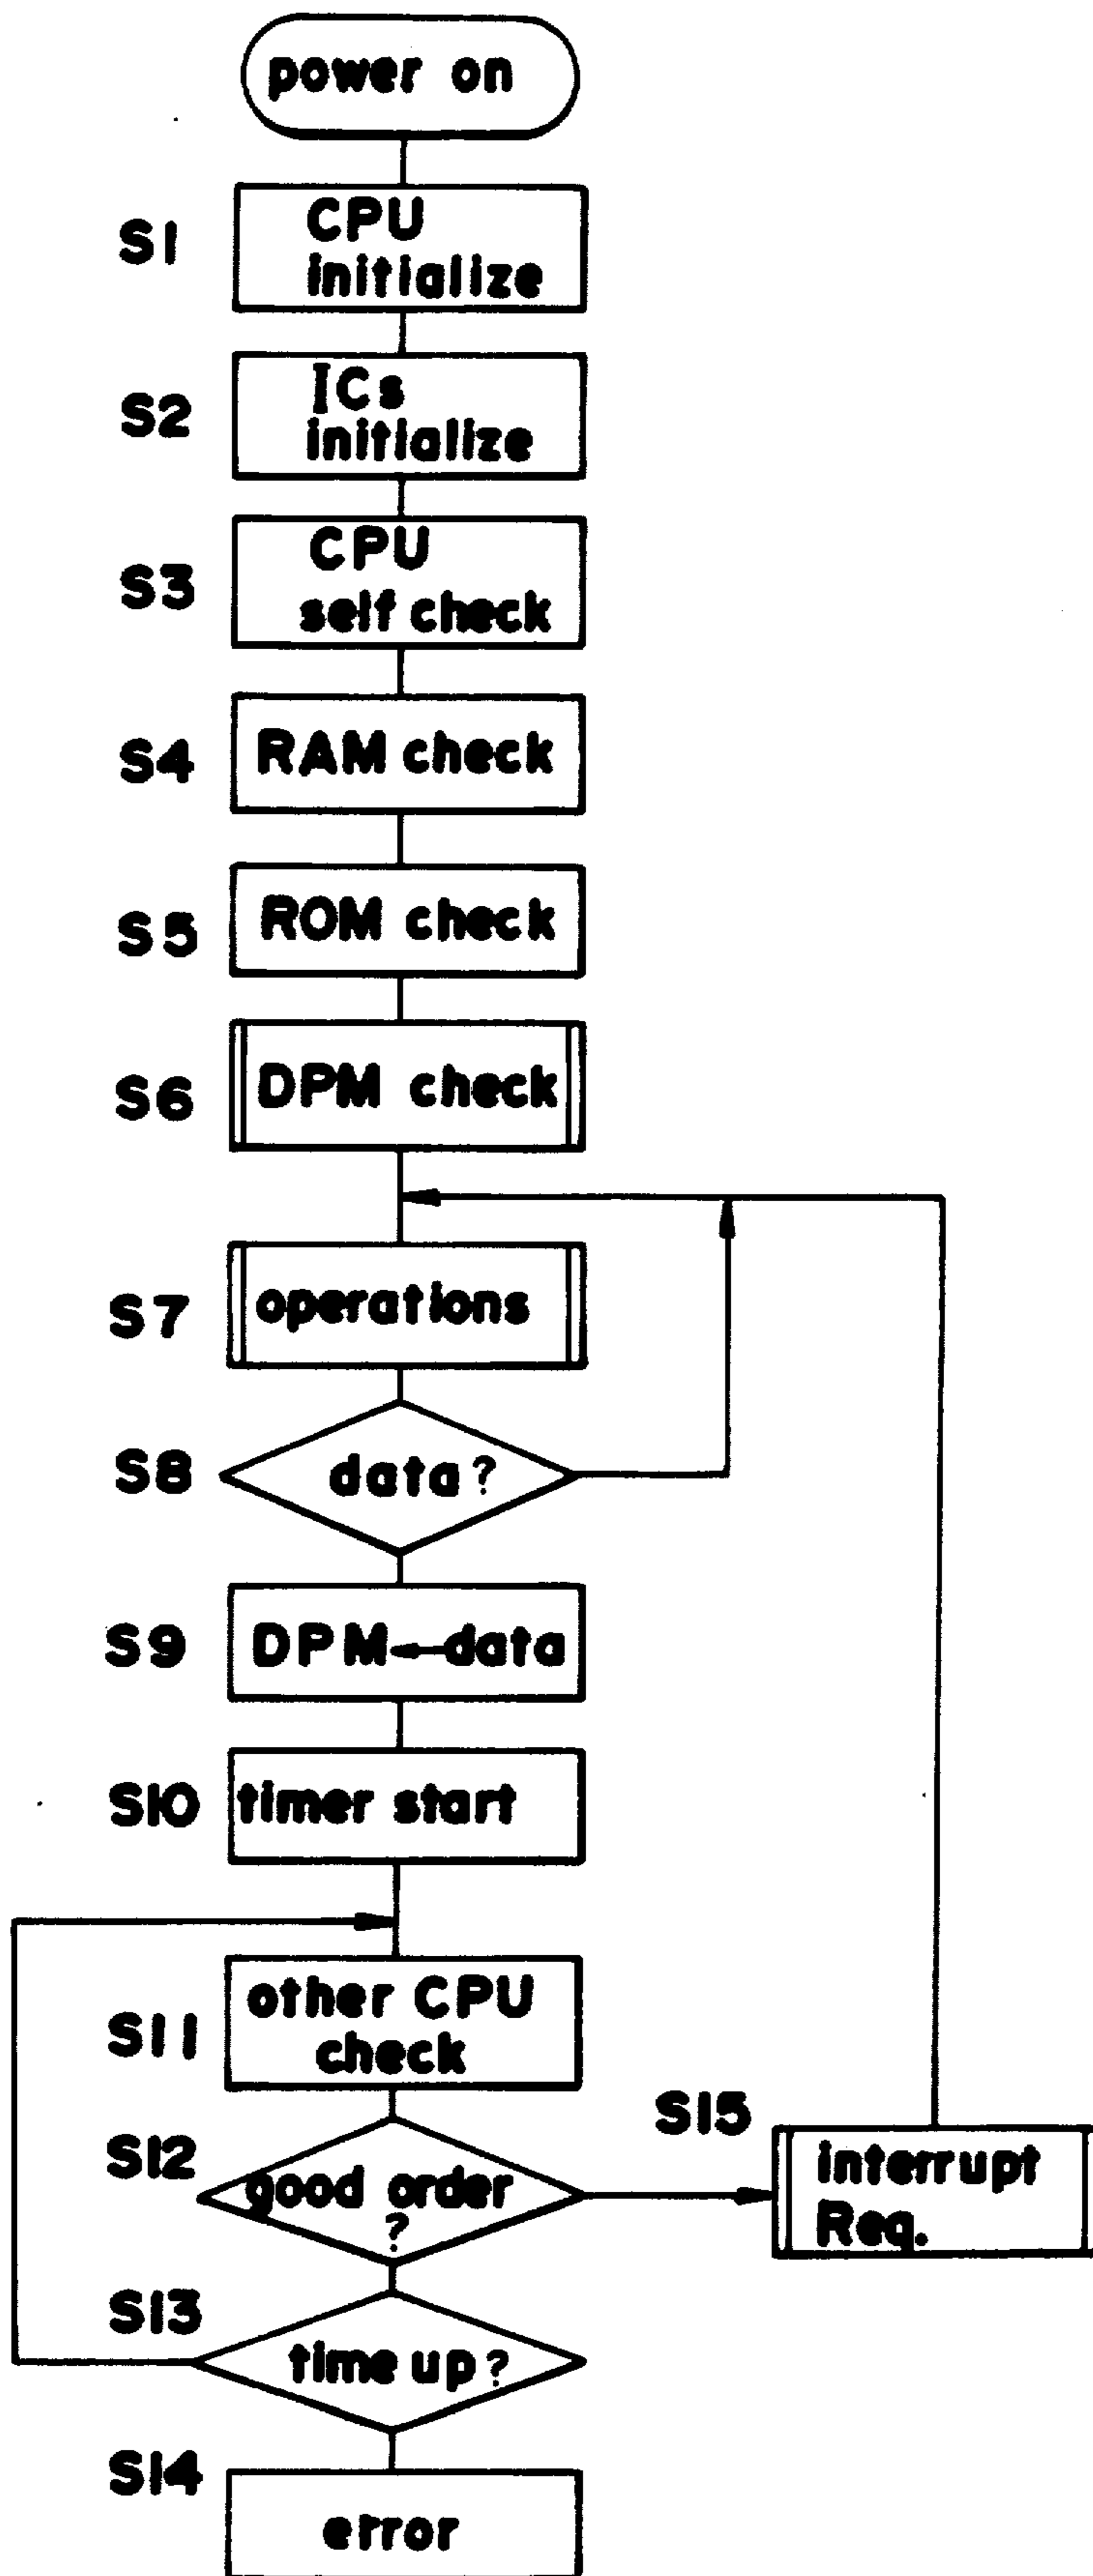 power on
S1
CPU
initialize
S2
ICs
initialize
S3
CPU
self check
S4
RAM check
S5
ROM check
S6
DPM check
S7
operations
S8
data?
S9
DPM←data
S10
timer start
S11
other CPU
check
S12
good order
?
S15
interrupt
Req.
S13
time up?
S14
error